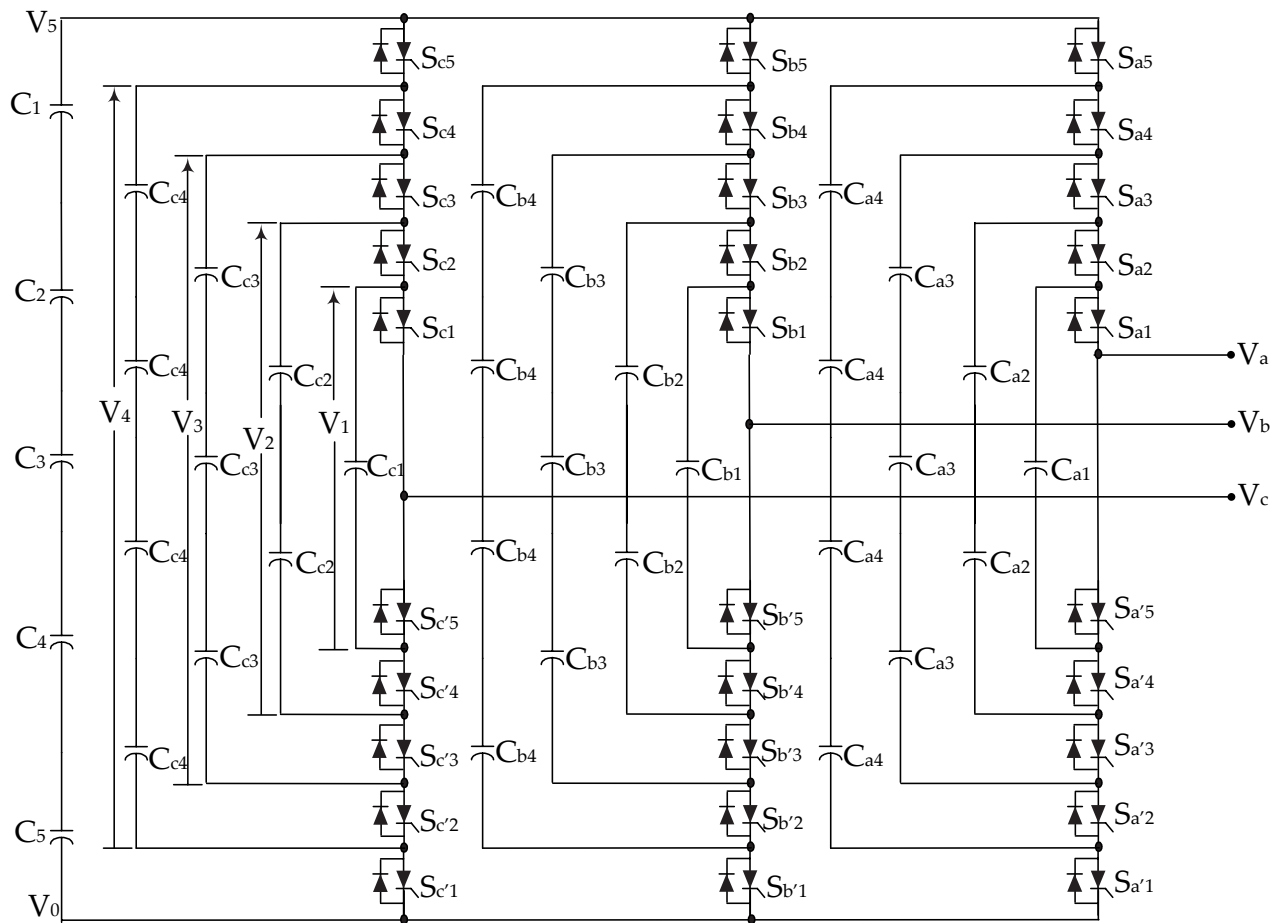 V5 Sc5 Sb5 Sa5
C1 Sc4 Sb4 Sa4
Cc4 Sc3 Cb4 Sb3 Ca4 Sa3
C2 Cc3 Sc2 Cb3 Sb2 Ca3 Sa2
Sc1 Sb1 Sa1
Va
Cc4 Cc2 Cb4 Cb2 Ca4 Ca2
V4 V3 V2 V1 Vb
C3 Cc3 Cc1 Cb3 Cb1 Ca3 Ca1
Vc
Cc4 Cc2 Cb4 Cb2 Ca4 Ca2
Sc'5 Sb'5 Sa'5
C4 Cc3 Cb3 Ca3
Sc'4 Sb'4 Sa'4
Cc4 Sc'3 Cb4 Sb'3 Ca4 Sa'3
C5 Sc'2 Sb'2 Sa'2
V0 Sc'1 Sb'1 Sa'1